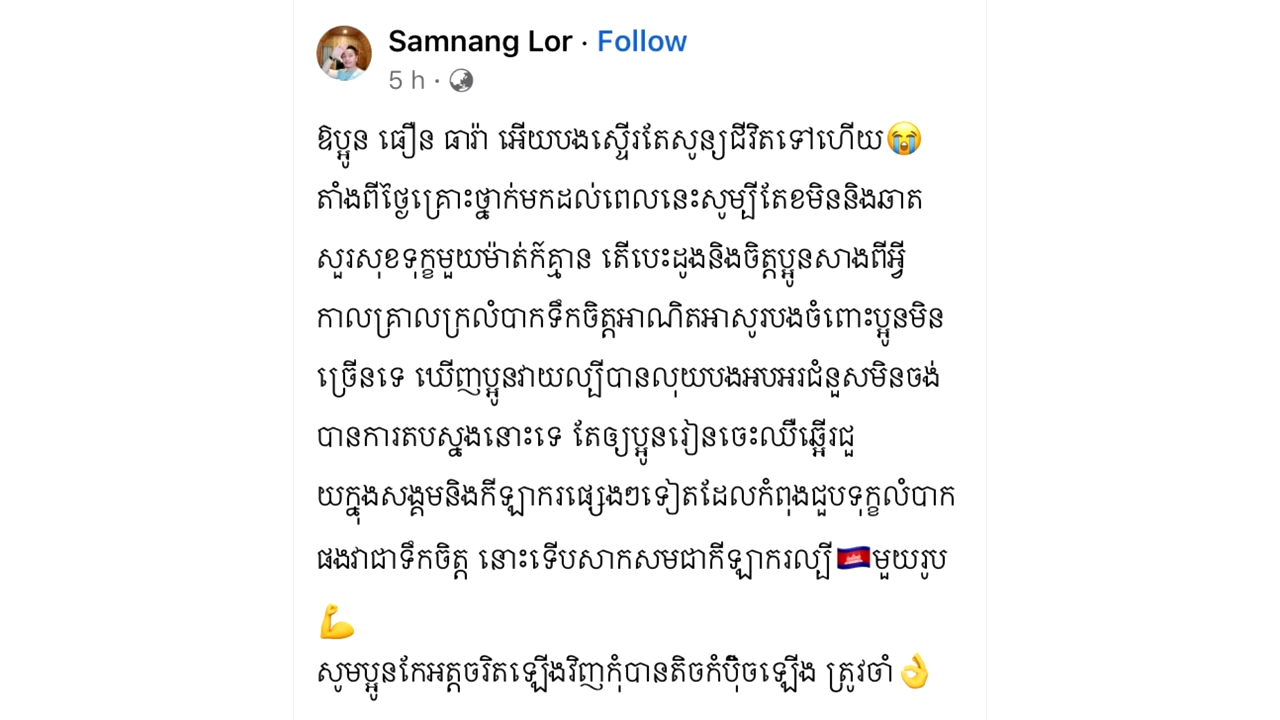 Samnang Lor · Follow
5 h ·
ឱប្អូន ធឿន ធារ៉ា អើយបងស្ទើរតែសូន្យជីវិតទៅហើយ😭
តាំងពីថ្ងៃគ្រោះថ្នាក់មកដល់ពេលនេះសូម្បីតែខមិននិងឆាត
សួរសុខទុក្ខមួយម៉ាត់ក៏គ្មាន តើបេះដូងនិងចិត្តប្អូនសាងពីអ្វី
កាលគ្រាលក្រលំបាកទឹកចិត្តអាណិតអាសូរបងចំពោះប្អូនមិន
ច្រើនទេ ឃើញប្អូនវាយល្បីបានលុយបងអបអរជំនួសមិនចង់
បានការតបស្នងនោះទេ តែឲ្យប្អូនរៀនចេះឈឺឆ្អើរជួ
យក្នុងសង្គមនិងកីឡាករផ្សេងៗទៀតដែលកំពុងជួបទុក្ខលំបាក
ផងវាជាទឹកចិត្ត នោះទើបសាកសមជាកីឡាករល្បី🇰🇭មួយរូប
💪
សូមប្អូនកែអត្តចរិតឡើងវិញកុំបានតិចកំប៉ិុចឡើង ត្រូវចាំ👌